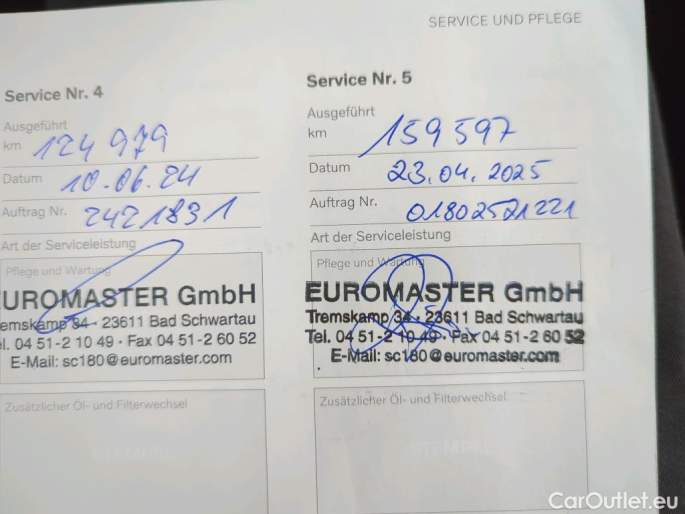 SERVICE UND PFLEGE
Service Nr. 4
Ausgeführt
km 124 979
Datum 10.06.24
Auftrag Nr. 2421831
Art der Serviceleistung
Pflege und Wartung
UROMASTER GmbH
emskamp 34 · 23611 Bad Schwartau
l. 04 51-2 10 49 · Fax 04 51-2 60 52
E-Mail: sc180@euromaster.com
Zusätzlicher Öl- und Filterwechsel
Service Nr. 5
Ausgeführt
km 159 597
Datum 23.04.2025
Auftrag Nr. 01802521221
Art der Serviceleistung
Pflege und Wartung
EUROMASTER GmbH
Tremskamp 34 · 23611 Bad Schwartau
Tel. 04 51-2 10 49 · Fax 04 51-2 60 52
E-Mail: sc180@euromaster.com
Zusätzlicher Öl- und Filterwechsel
CarOutlet.eu